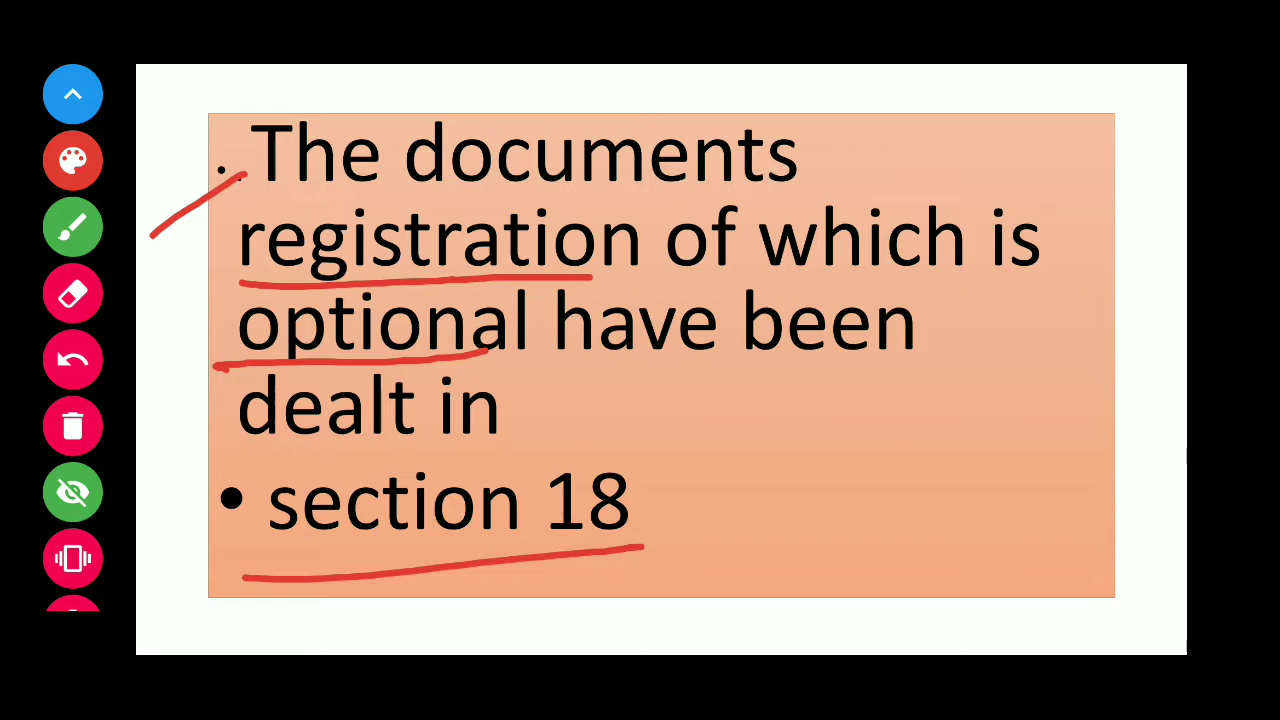 . The documents
registration of which is
optional have been
dealt in
• section 18